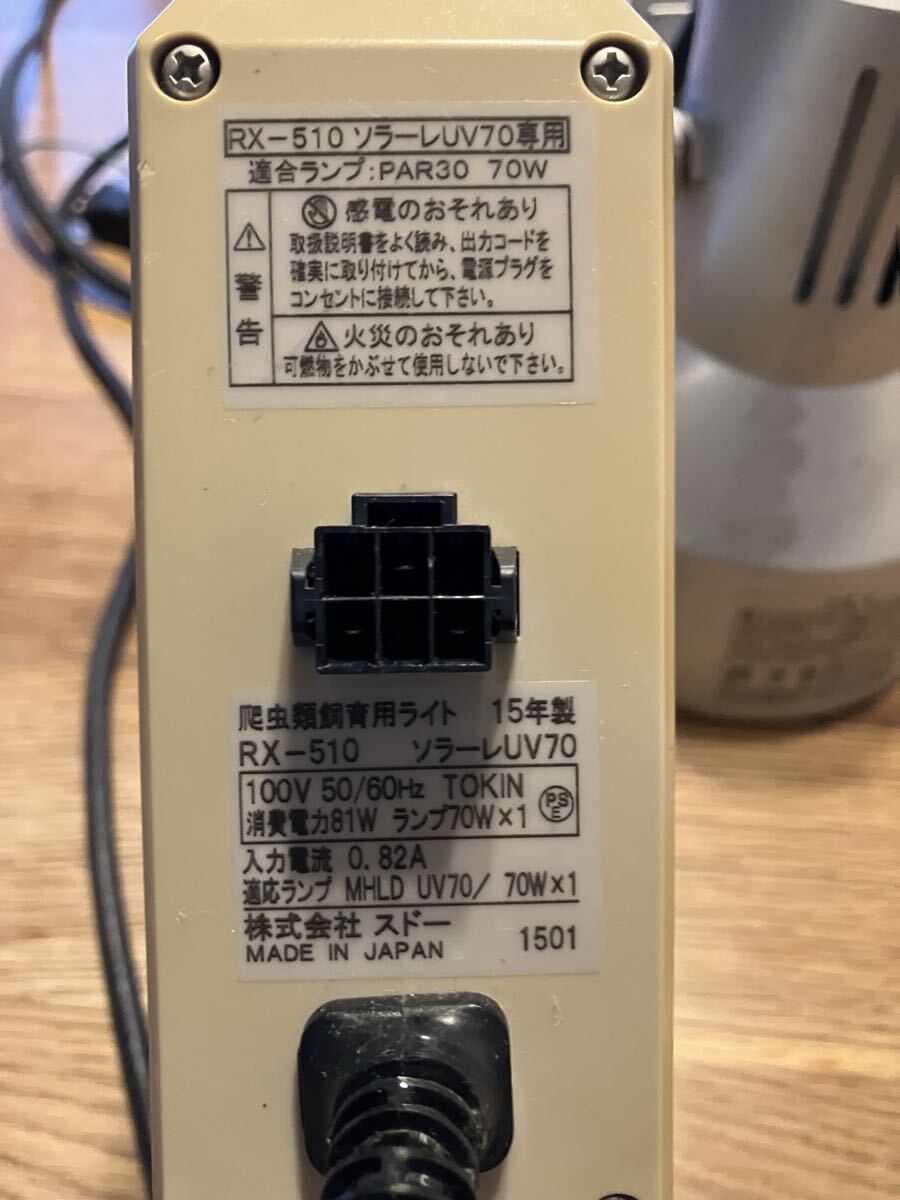 RX-510 ソラーレUV70専用
適合ランプ:PAR30 70W
警告
感電のおそれあり
取扱説明書をよく読み、出力コードを
確実に取り付けてから、電源プラグを
コンセントに接続して下さい。
火災のおそれあり
可燃物をかぶせて使用しないで下さい。
爬虫類飼育用ライト 15年製
RX-510 ソラーレUV70
100V 50/60Hz TOKIN
消費電力81W ランプ70W×1
PSE
入力電流 0.82A
適応ランプ MHLD UV70/ 70W×1
株式会社 スドー
MADE IN JAPAN 1501